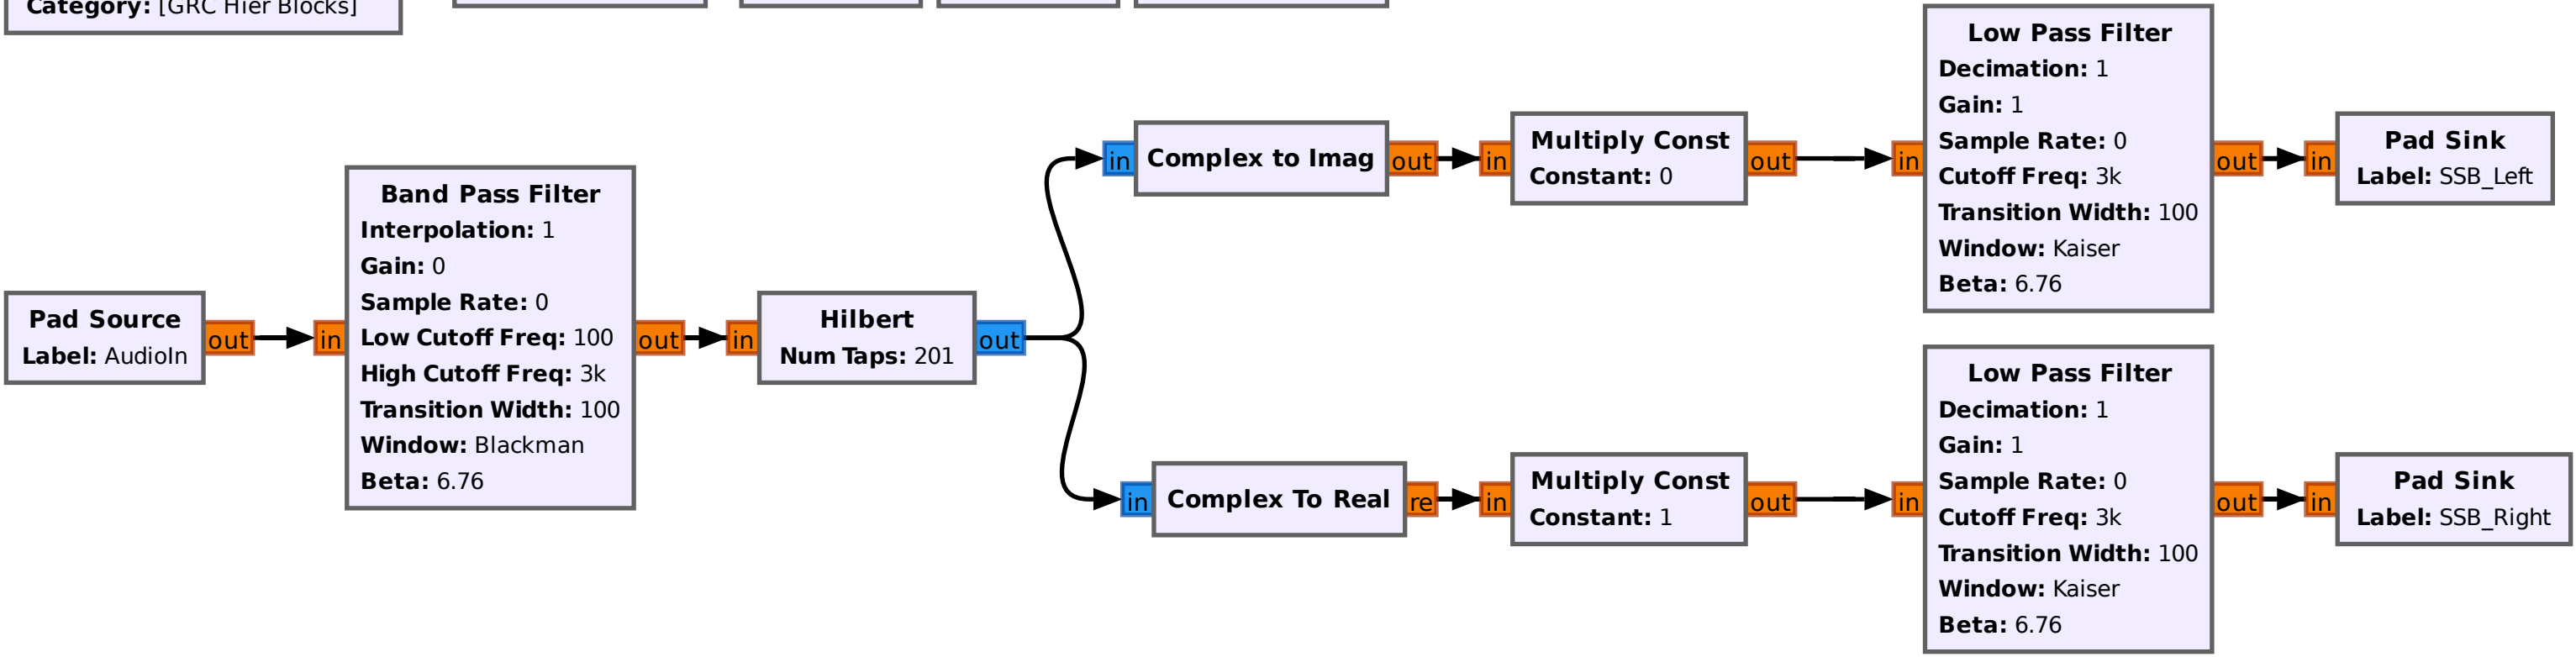 Category: [GRC Hier Blocks]
Pad Source
Label: AudioIn
out
in
Band Pass Filter
Interpolation: 1
Gain: 0
Sample Rate: 0
Low Cutoff Freq: 100
High Cutoff Freq: 3k
Transition Width: 100
Window: Blackman
Beta: 6.76
out
in
Hilbert
Num Taps: 201
out
in
Complex to Imag
out
in
Multiply Const
Constant: 0
out
in
Low Pass Filter
Decimation: 1
Gain: 1
Sample Rate: 0
Cutoff Freq: 3k
Transition Width: 100
Window: Kaiser
Beta: 6.76
out
in
Pad Sink
Label: SSB_Left
in
Complex To Real
re
in
Multiply Const
Constant: 1
out
in
Low Pass Filter
Decimation: 1
Gain: 1
Sample Rate: 0
Cutoff Freq: 3k
Transition Width: 100
Window: Kaiser
Beta: 6.76
out
in
Pad Sink
Label: SSB_Right